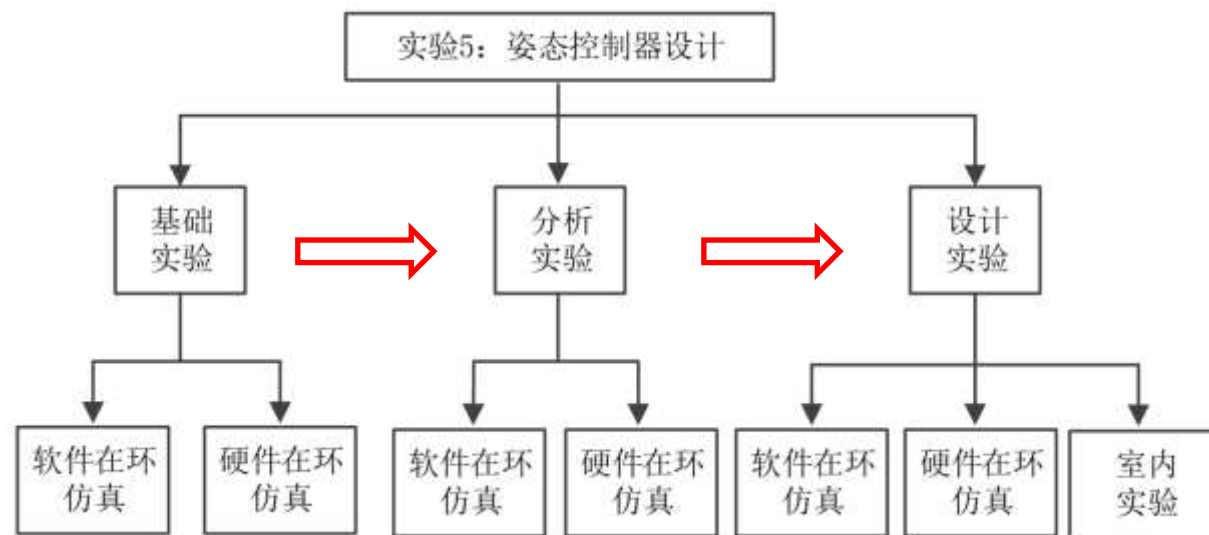 实验5：姿态控制器设计
基础
实验
分析
实验
设计
实验
软件在环
仿真
硬件在环
仿真
软件在环
仿真
硬件在环
仿真
软件在环
仿真
硬件在环
仿真
室内
实验